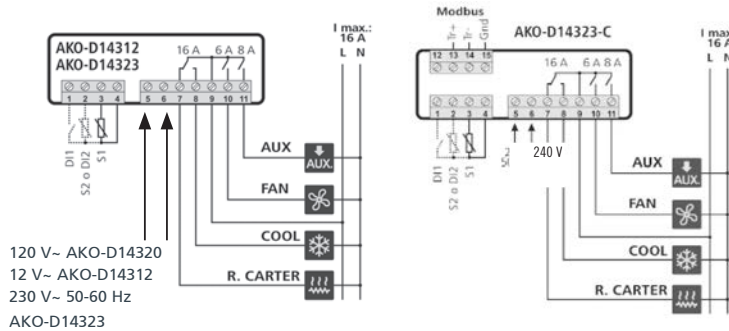 I max.:
16 A
L N
AKO-D14312
AKO-D14323
16 A 6 A 8 A
1 2 3 4 5 6 7 8 9 10 11
DI1
S2 o DI2
S1
AUX
AUX.
FAN
COOL
R. CARTER
120 V~ AKO-D14320
12 V~ AKO-D14312
230 V~ 50-60 Hz
AKO-D14323
Modbus
Tr+
Tr-
Gnd
AKO-D14323-C
12 13 14 15
I max
16 A
L N
16 A 6 A 8 A
1 2 3 4 5 6 7 8 9 10 11
DI1
S2 o DI2
S1
240 V
AUX
AUX.
FAN
COOL
R. CARTER